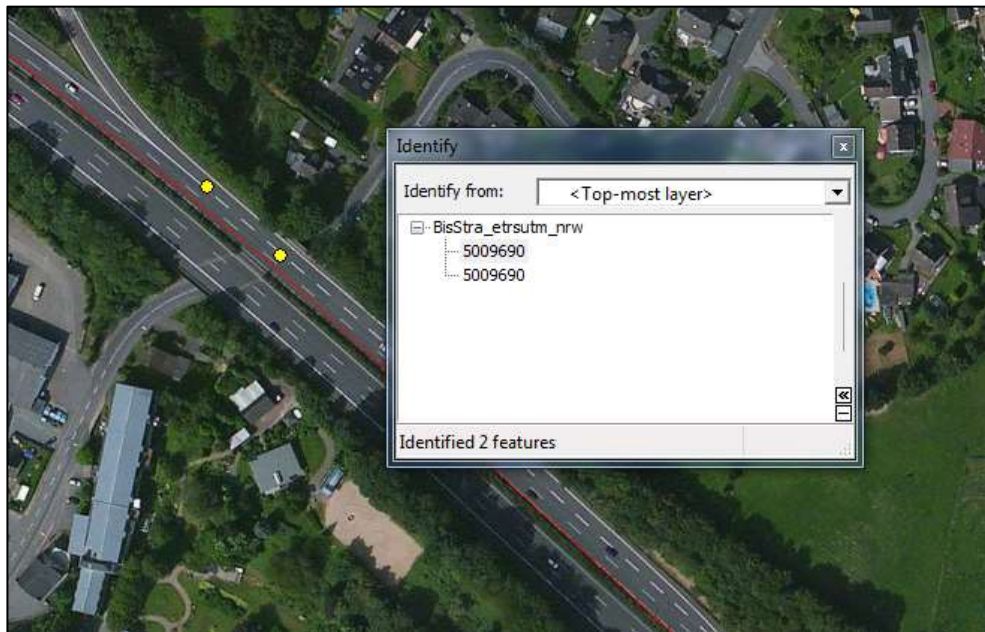 Identify
Identify from:
<Top-most layer>
BisStra_etrsutm_nrw
5009690
5009690
Identified 2 features